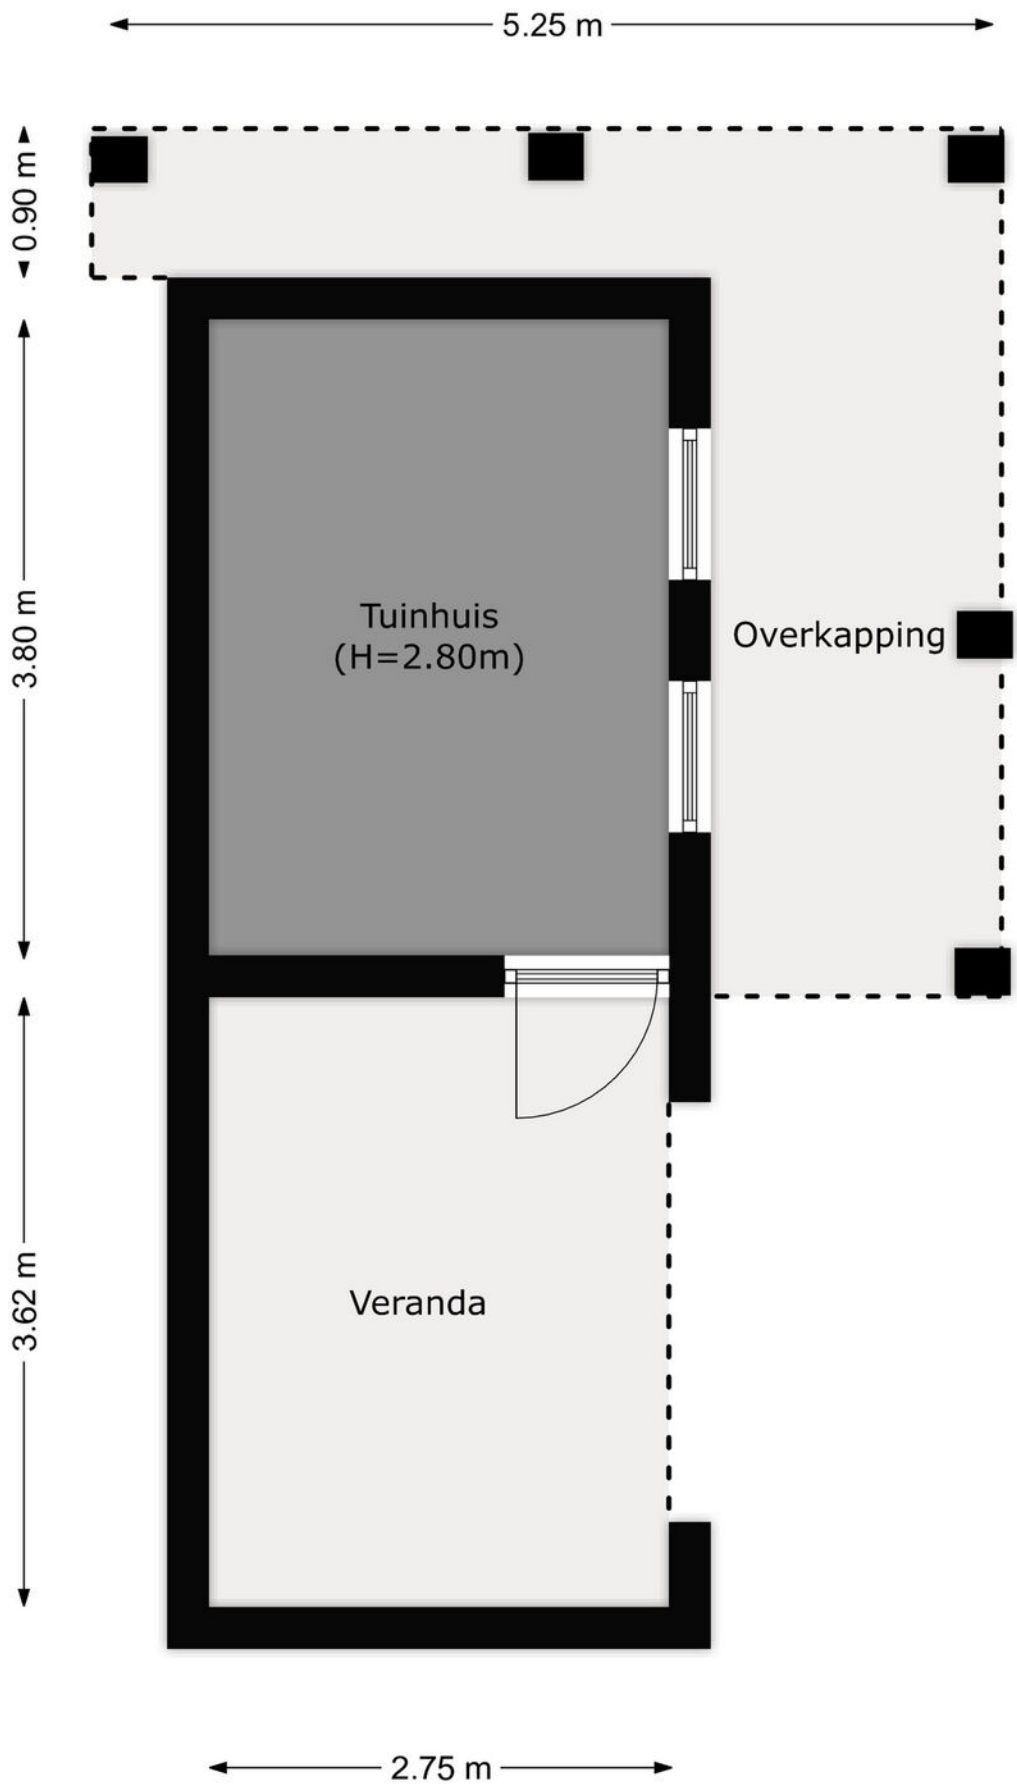 5.25 m
0.90 m
3.80 m
Tuinhuis
(H=2.80m)
Overkapping
3.62 m
Veranda
2.75 m